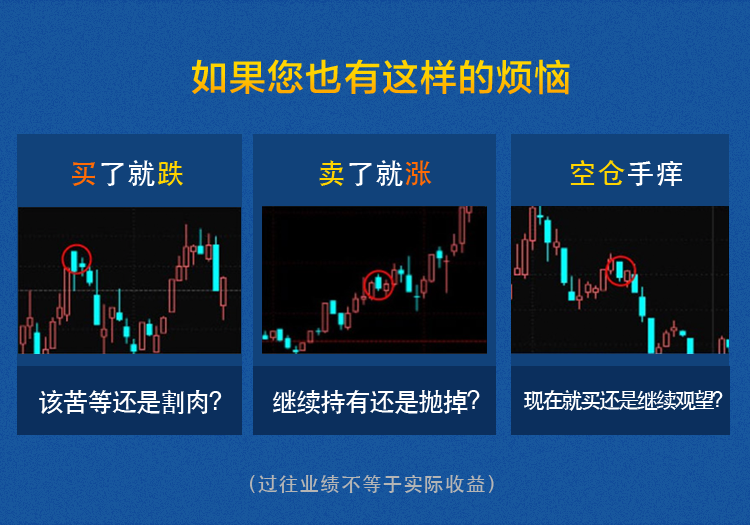 如果您也有这样的烦恼
买了就跌
卖了就涨
空仓手痒
该苦等还是割肉?
继续持有还是抛掉?
现在就买还是继续观望?
(过往业绩不等于实际收益)